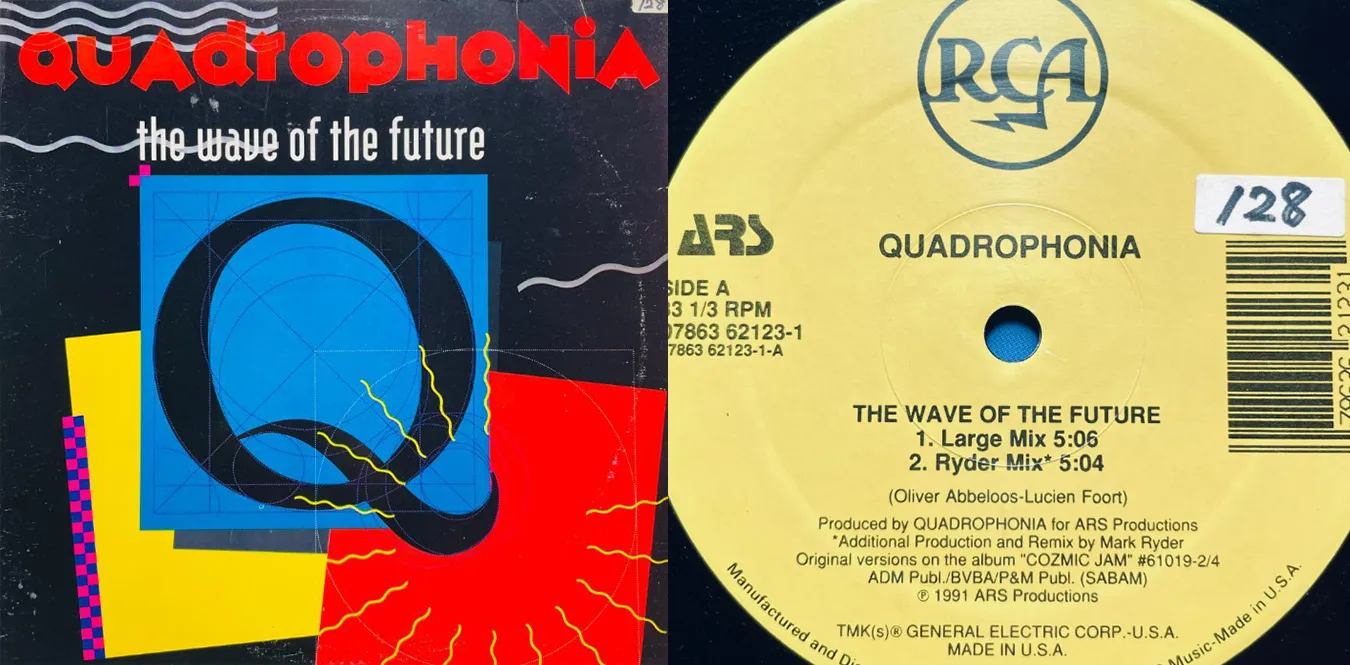 128
QUAdropHoNiA
the wave of the future
Q
RCA
128
ARS
QUADROPHONIA
SIDE A
33 1/3 RPM
07863 62123-1
7863 62123-1-A
THE WAVE OF THE FUTURE
1. Large Mix 5:06
2. Ryder Mix* 5:04
(Oliver Abbeloos-Lucien Foort)
Produced by QUADROPHONIA for ARS Productions
*Additional Production and Remix by Mark Ryder
Original versions on the album "COZMIC JAM" #61019-2/4
ADM Publ./BVBA/P&M Publ. (SABAM)
℗ 1991 ARS Productions
TMK(s)® GENERAL ELECTRIC CORP.-U.S.A.
MADE IN U.S.A.
Manufactured and
Music-Made in U.S.A.